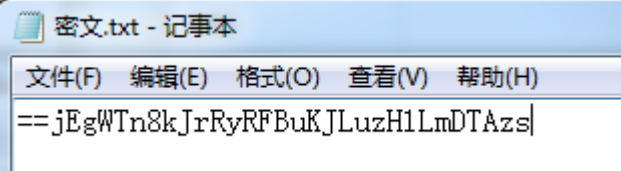 密文.txt - 记事本
文件(F) 编辑(E) 格式(O) 查看(V) 帮助(H)
==jEgWTn8kJrRyRFBuKJLuzH1LmDTAzs